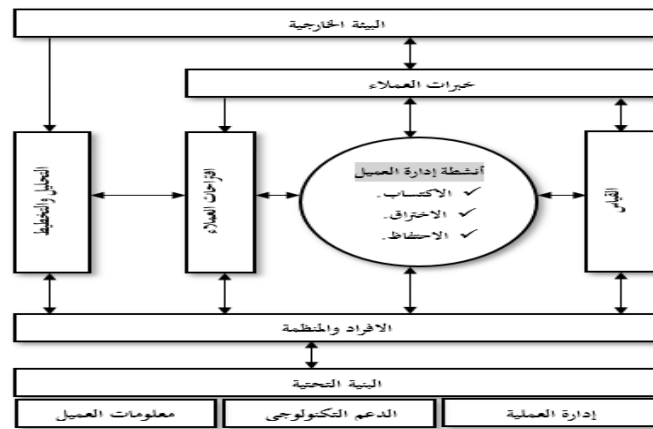 البيئة الخارجية
خبرات العملاء
أنشطة إدارة العميل
✓ الاكتساب.
✓ الاختراق.
✓ الاحتفاظ.
القياس
اقتراحات العملاء
التحليل والتخطيط
الافراد والمنظمة
البنية التحتية
إدارة العملية
الدعم التكنولوجى
معلومات العميل